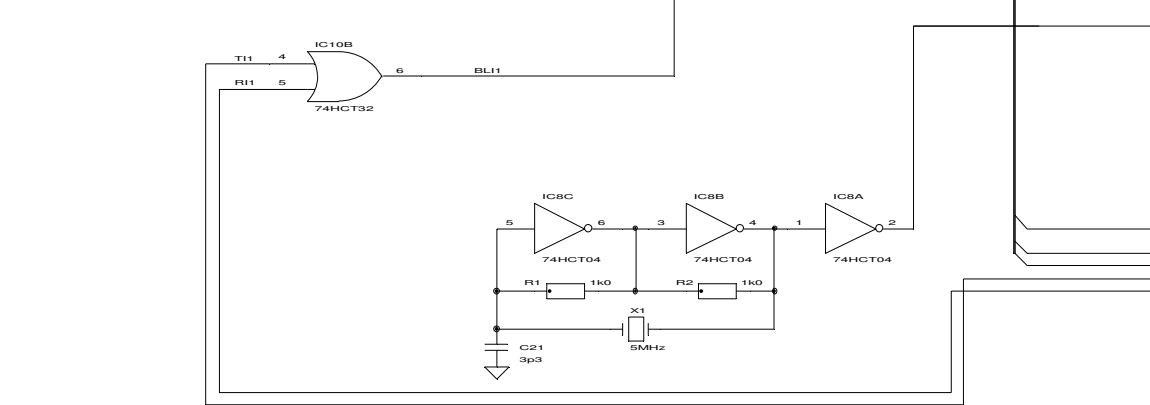 IC10B
TI1 4
6 BLI1
RI1 5
74HCT32
IC8C IC8B IC8A
5 6 3 4 1 2
74HCT04 74HCT04 74HCT04
R1 1k0 R2 1k0
X1
5MHz
C21
3p3